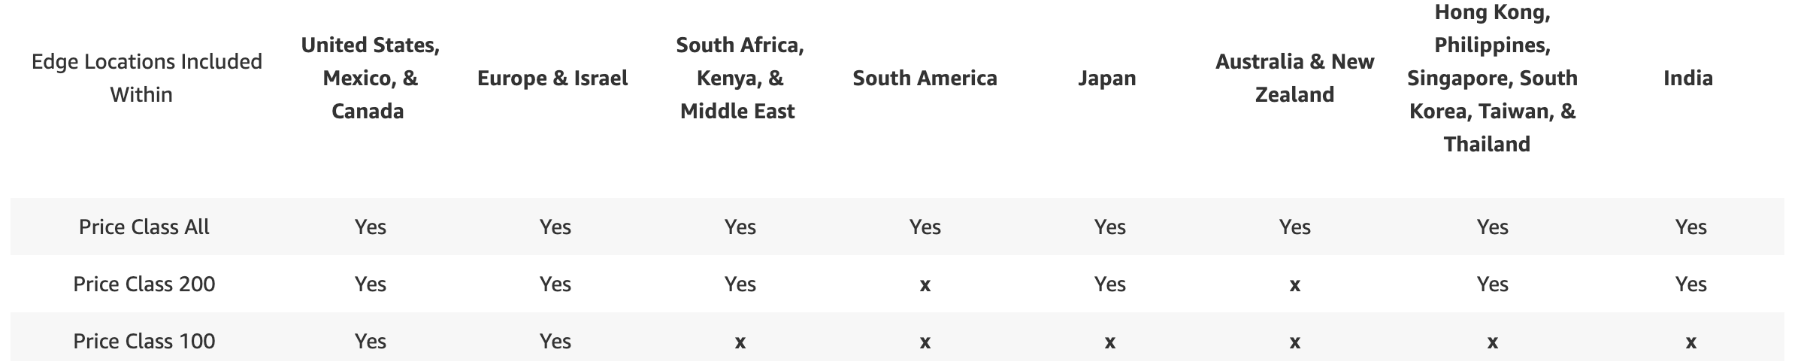 Edge Locations Included
Within
United States,
Mexico, &
Canada
Europe & Israel
South Africa,
Kenya, &
Middle East
South America
Japan
Australia & New
Zealand
Hong Kong,
Philippines,
Singapore, South
Korea, Taiwan, &
Thailand
India
Price Class All Yes Yes Yes Yes Yes Yes Yes Yes
Price Class 200 Yes Yes Yes x Yes x Yes Yes
Price Class 100 Yes Yes x x x x x x